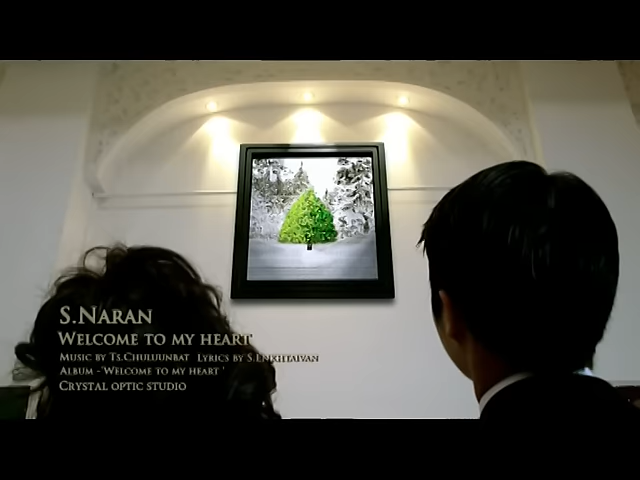 S.Naran
Welcome to my heart
Music by Ts.Chuluunbat Lyrics by S.Enkhtaivan
Album -'Welcome to my heart '
Crystal optic studio